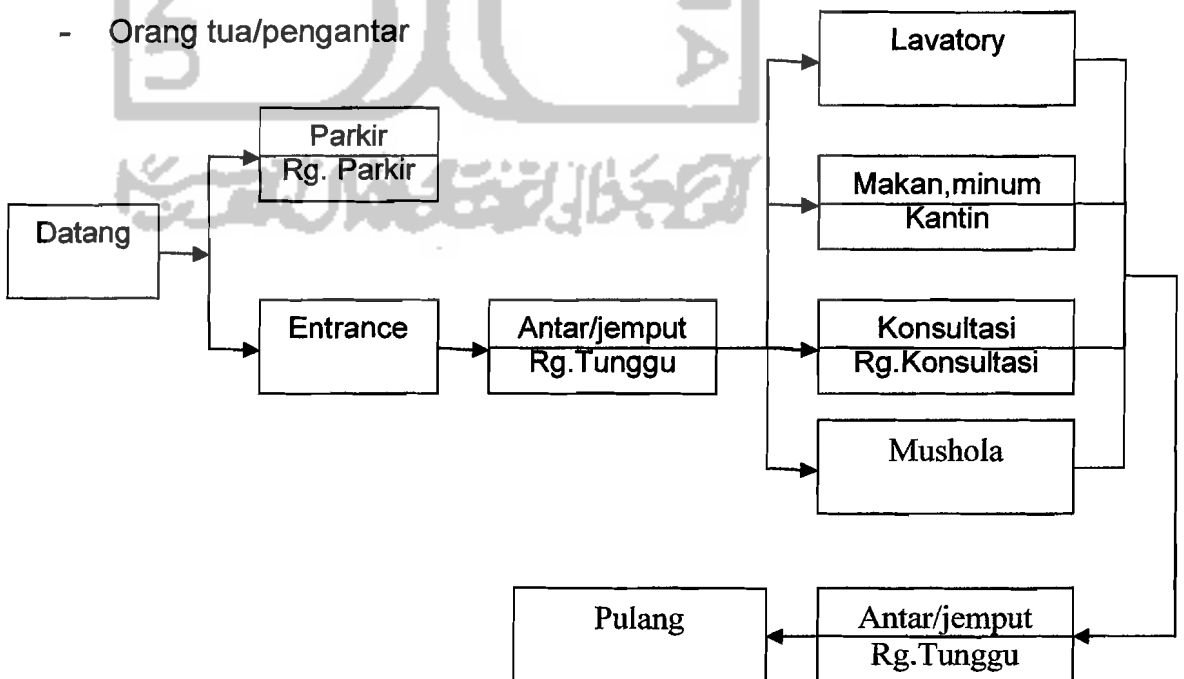 - Orang tua/pengantar
Lavatory
Parkir
Rg. Parkir
Makan,minum
Kantin
Datang
Entrance
Antar/jemput
Rg.Tunggu
Konsultasi
Rg.Konsultasi
Mushola
Pulang
Antar/jemput
Rg.Tunggu